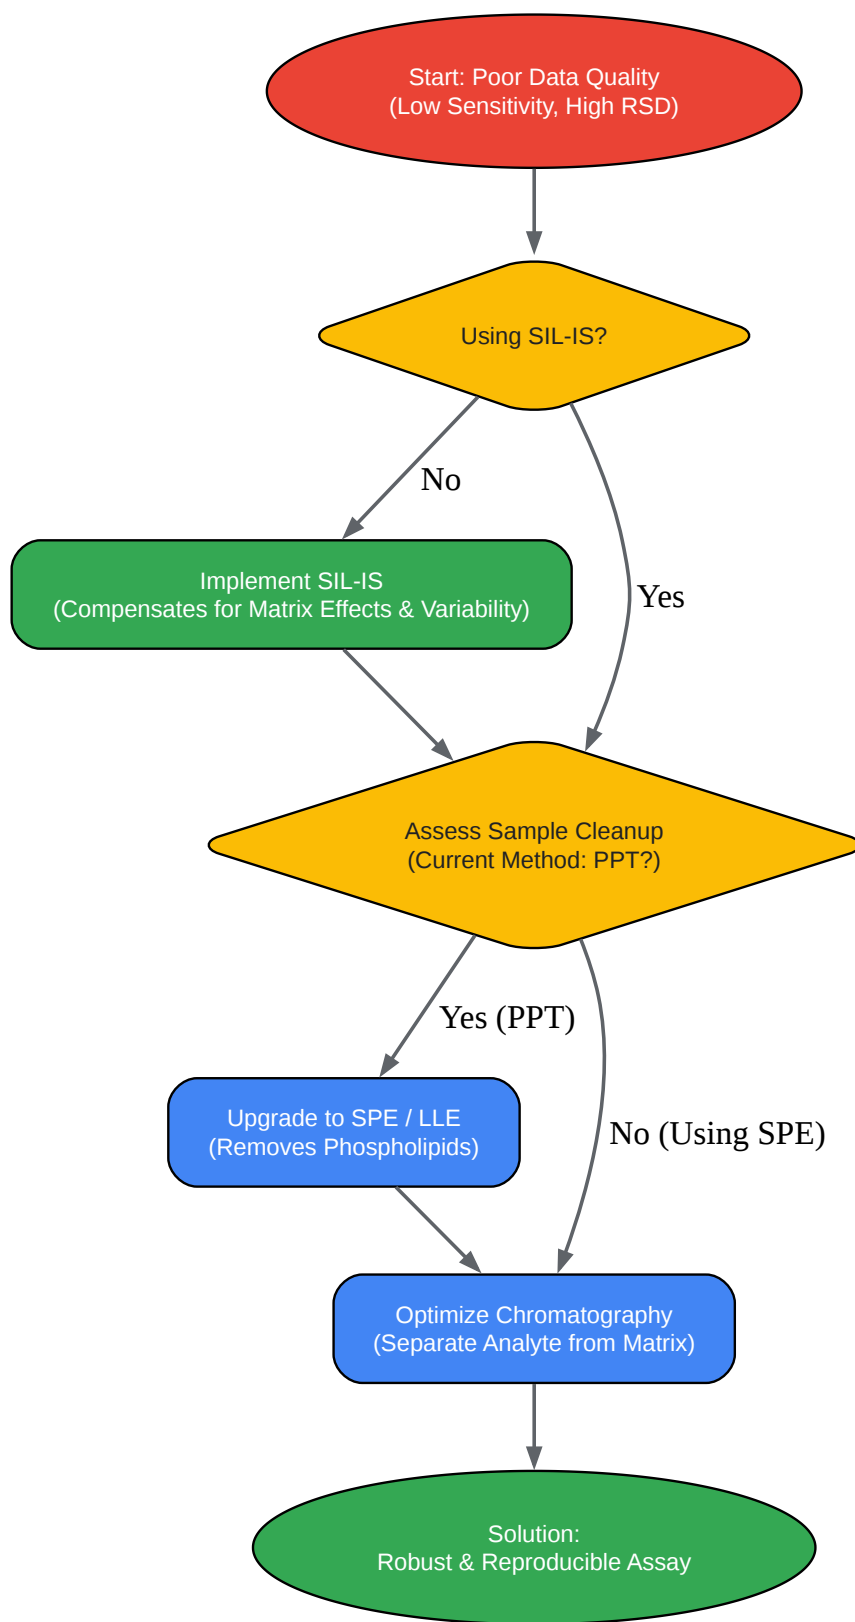 Start: Poor Data Quality
(Low Sensitivity, High RSD)
Using SIL-IS?
No
Implement SIL-IS
(Compensates for Matrix Effects & Variability)
Yes
Assess Sample Cleanup
(Current Method: PPT?)
Yes (PPT)
Upgrade to SPE / LLE
(Removes Phospholipids)
No (Using SPE)
Optimize Chromatography
(Separate Analyte from Matrix)
Solution:
Robust & Reproducible Assay